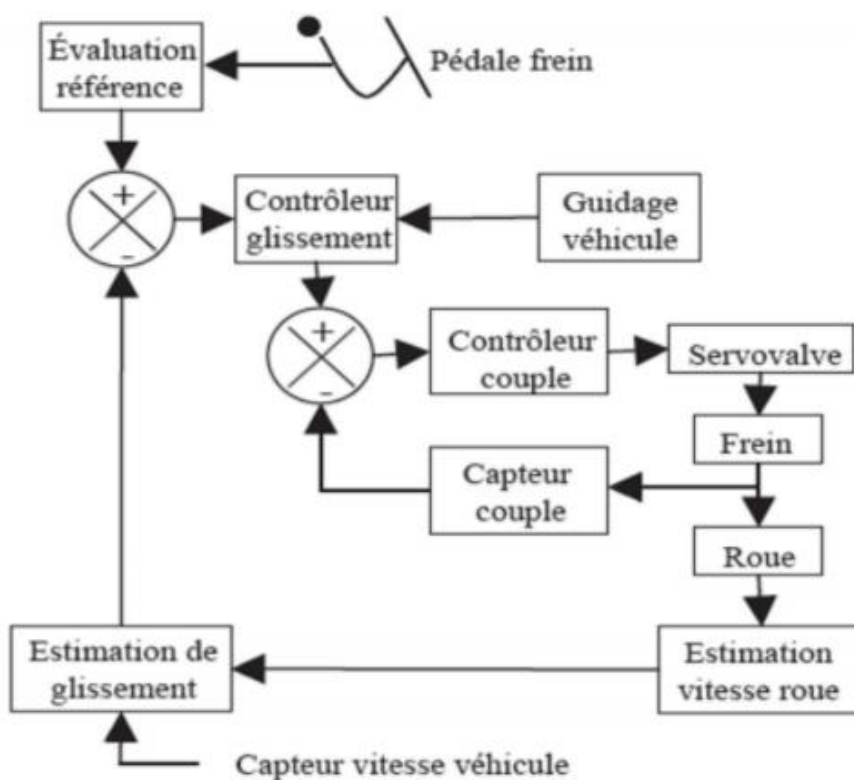 Évaluation
référence
Pédale frein
+
-
Contrôleur
glissement
Guidage
véhicule
+
-
Contrôleur
couple
Servovalve
Frein
Capteur
couple
Roue
Estimation de
glissement
Estimation
vitesse roue
Capteur vitesse véhicule